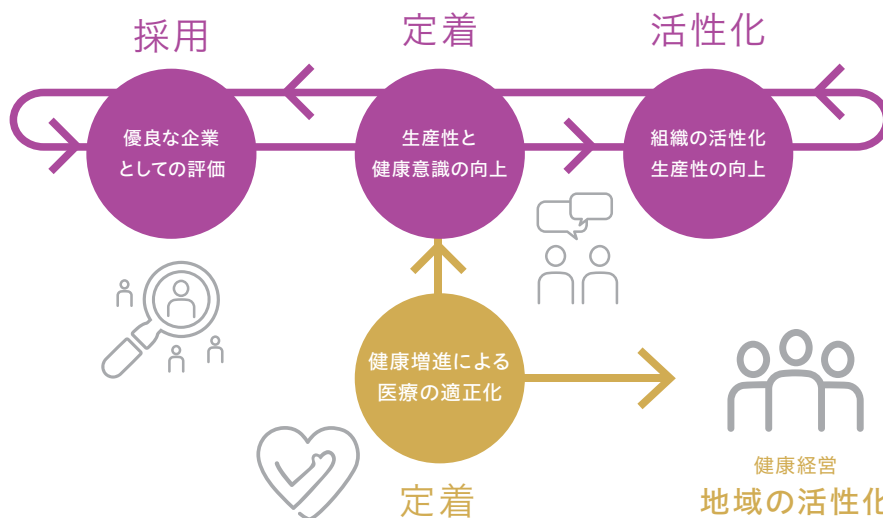 採用
定着
活性化
優良な企業
としての評価
生産性と
健康意識の向上
組織の活性化
生産性の向上
健康増進による
医療の適正化
定着
健康経営
地域の活性化